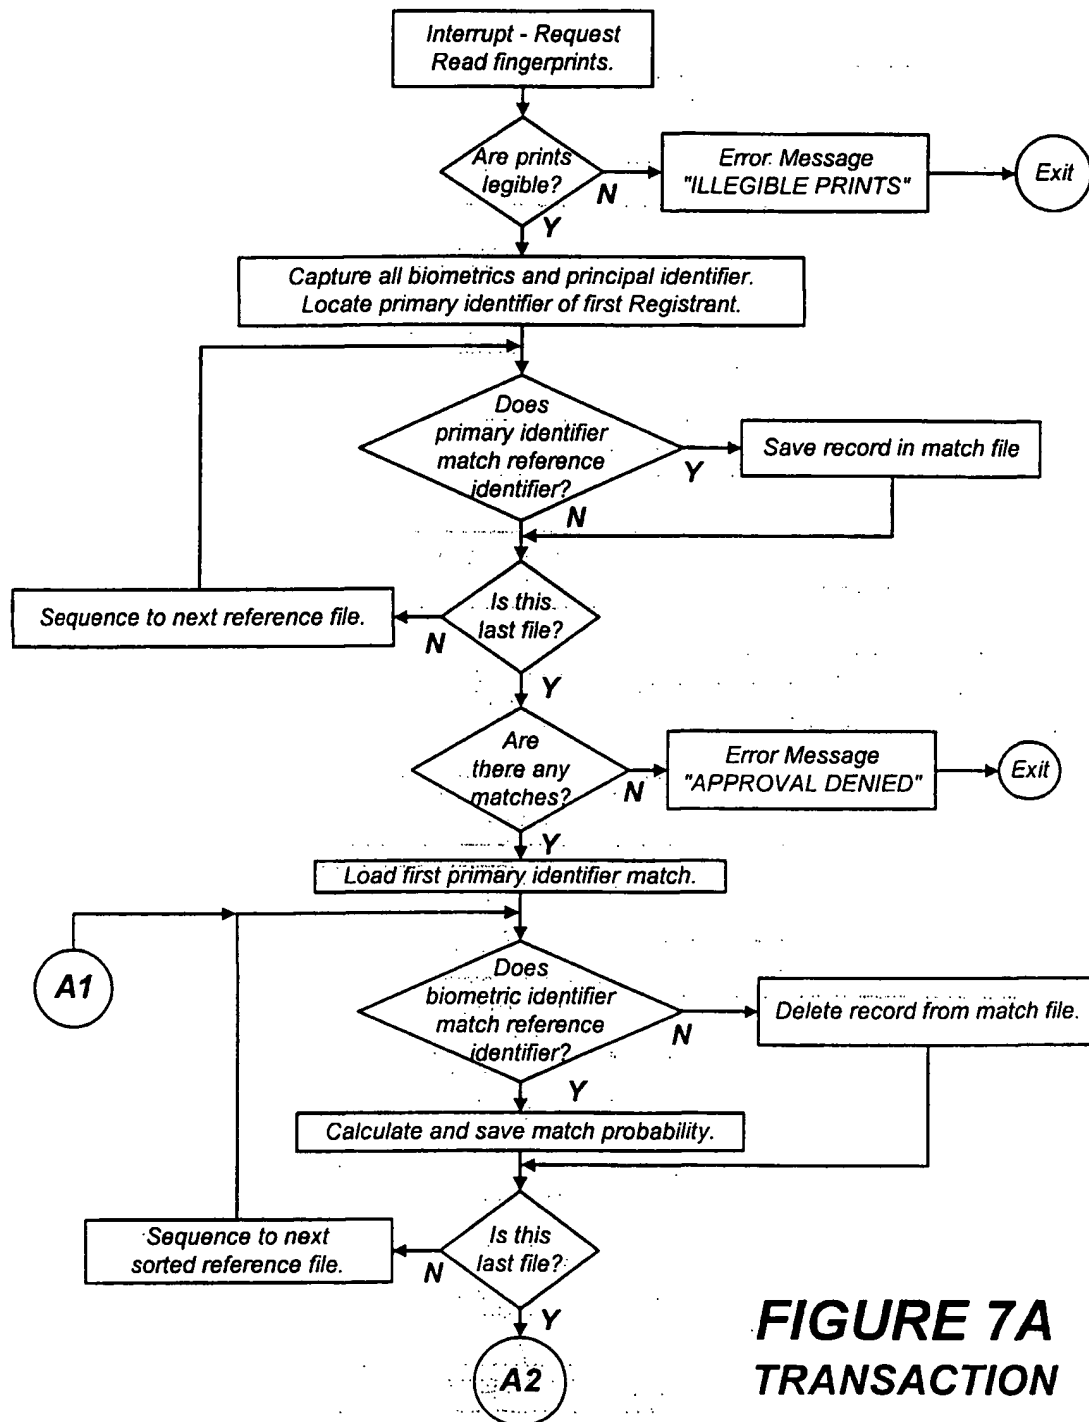 Interrupt - Request
Read fingerprints.
Are prints
legible?
N
Error Message
"ILLEGIBLE PRINTS"
Exit
Y
Capture all biometrics and principal identifier.
Locate primary identifier of first Registrant.
Does
primary identifier
match reference
identifier?
Y
Save record in match file
N
Sequence to next reference file.
N
Is this
last file?
Y
Are
there any
matches?
N
Error Message
"APPROVAL DENIED"
Exit
Y
Load first primary identifier match.
A1
Does
biometric identifier
match reference
identifier?
N
Delete record from match file.
Y
Calculate and save match probability.
Sequence to next
sorted reference file.
N
Is this
last file?
Y
A2
FIGURE 7A
TRANSACTION